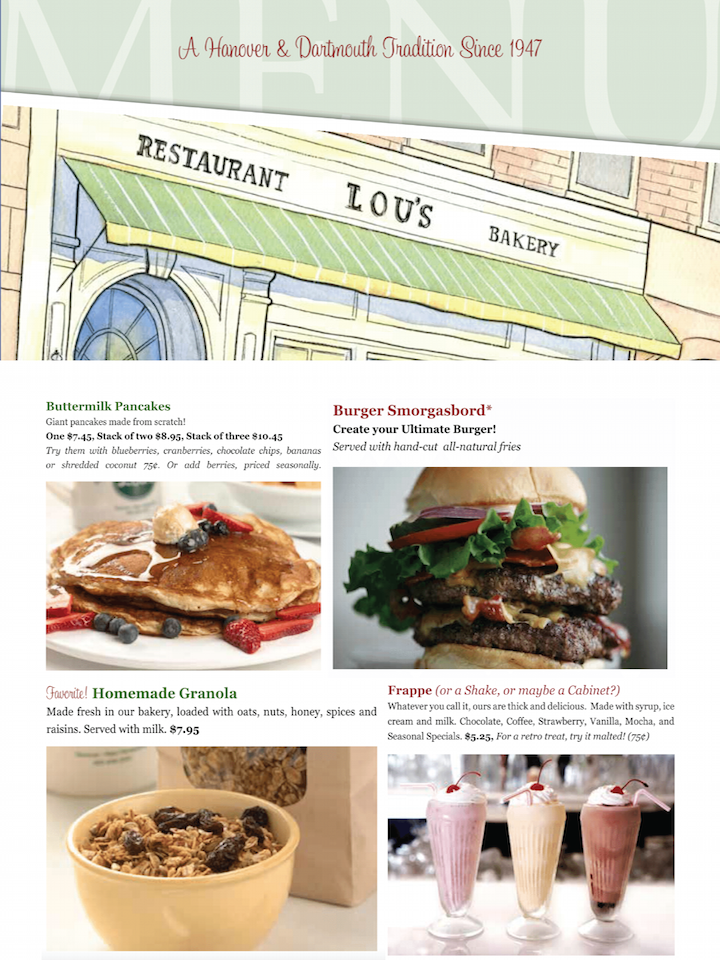 MENU
A Hanover & Dartmouth Tradition Since 1947
RESTAURANT LOU'S BAKERY
Buttermilk Pancakes
Giant pancakes made from scratch!
One $7.45, Stack of two $8.95, Stack of three $10.45
Try them with blueberries, cranberries, chocolate chips, bananas
or shredded coconut 75¢. Or add berries, priced seasonally.
Burger Smorgasbord*
Create your Ultimate Burger!
Served with hand-cut all-natural fries
Favorite! Homemade Granola
Made fresh in our bakery, loaded with oats, nuts, honey, spices and
raisins. Served with milk. $7.95
Frappe (or a Shake, or maybe a Cabinet?)
Whatever you call it, ours are thick and delicious. Made with syrup, ice
cream and milk. Chocolate, Coffee, Strawberry, Vanilla, Mocha, and
Seasonal Specials. $5.25, For a retro treat, try it malted! (75¢)